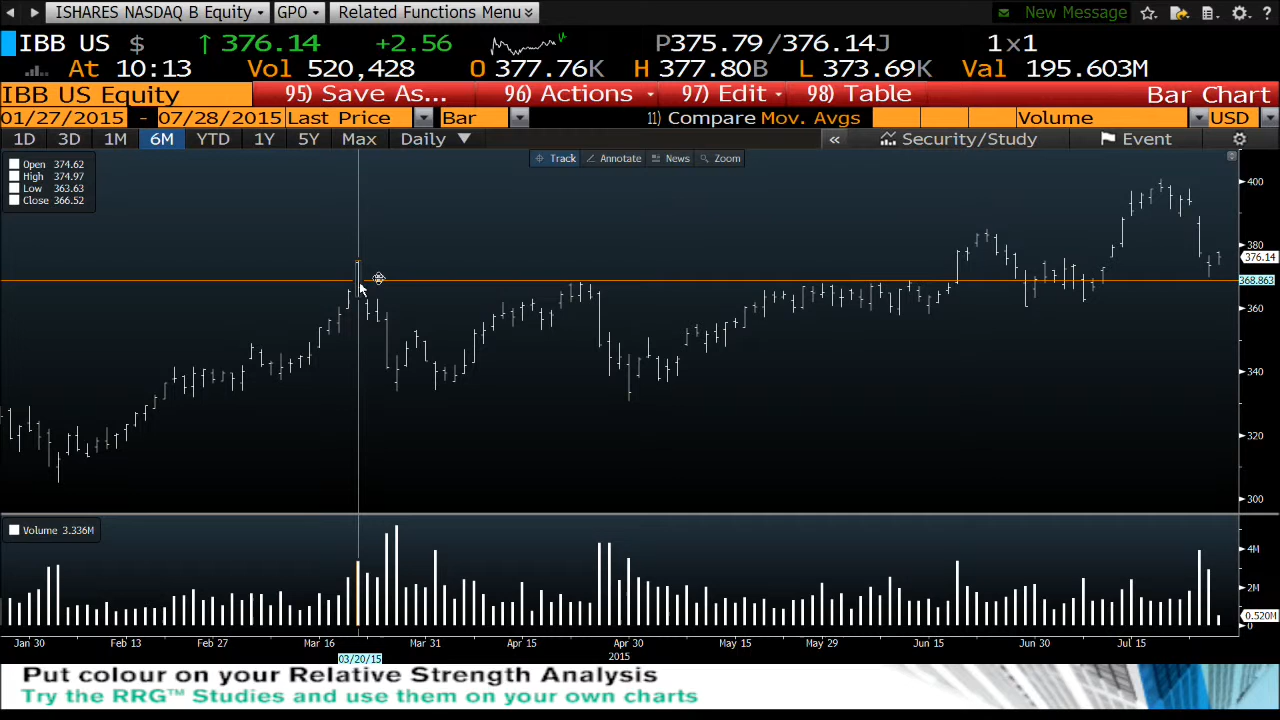 ISHARES NASDAQ B Equity GPO Related Functions Menu New Message ?
IBB US $ ↑ 376.14 +2.56 P375.79 /376.14J 1x1
At 10:13 Vol 520,428 O 377.76K H 377.80B L 373.69K Val 195.603M
IBB US Equity 95) Save As... 96) Actions 97) Edit 98) Table Bar Chart
01/27/2015 - 07/28/2015 Last Price Bar 11) Compare Mov. Avgs Volume USD
1D 3D 1M 6M YTD 1Y 5Y Max Daily ▼ « Security/Study Event
Track Annotate News Zoom
Open 374.62
High 374.97
Low 363.63
Close 366.52
400
380
376.14
368.863
360
340
320
300
Volume 3.336M
4M
2M
0.520M
0
Jan 30 Feb 13 Feb 27 Mar 16 Mar 31 Apr 15 Apr 30 May 15 May 29 Jun 15 Jun 30 Jul 15
03/20/15 2015
Put colour on your Relative Strength Analysis
Try the RRG™ Studies and use them on your own charts